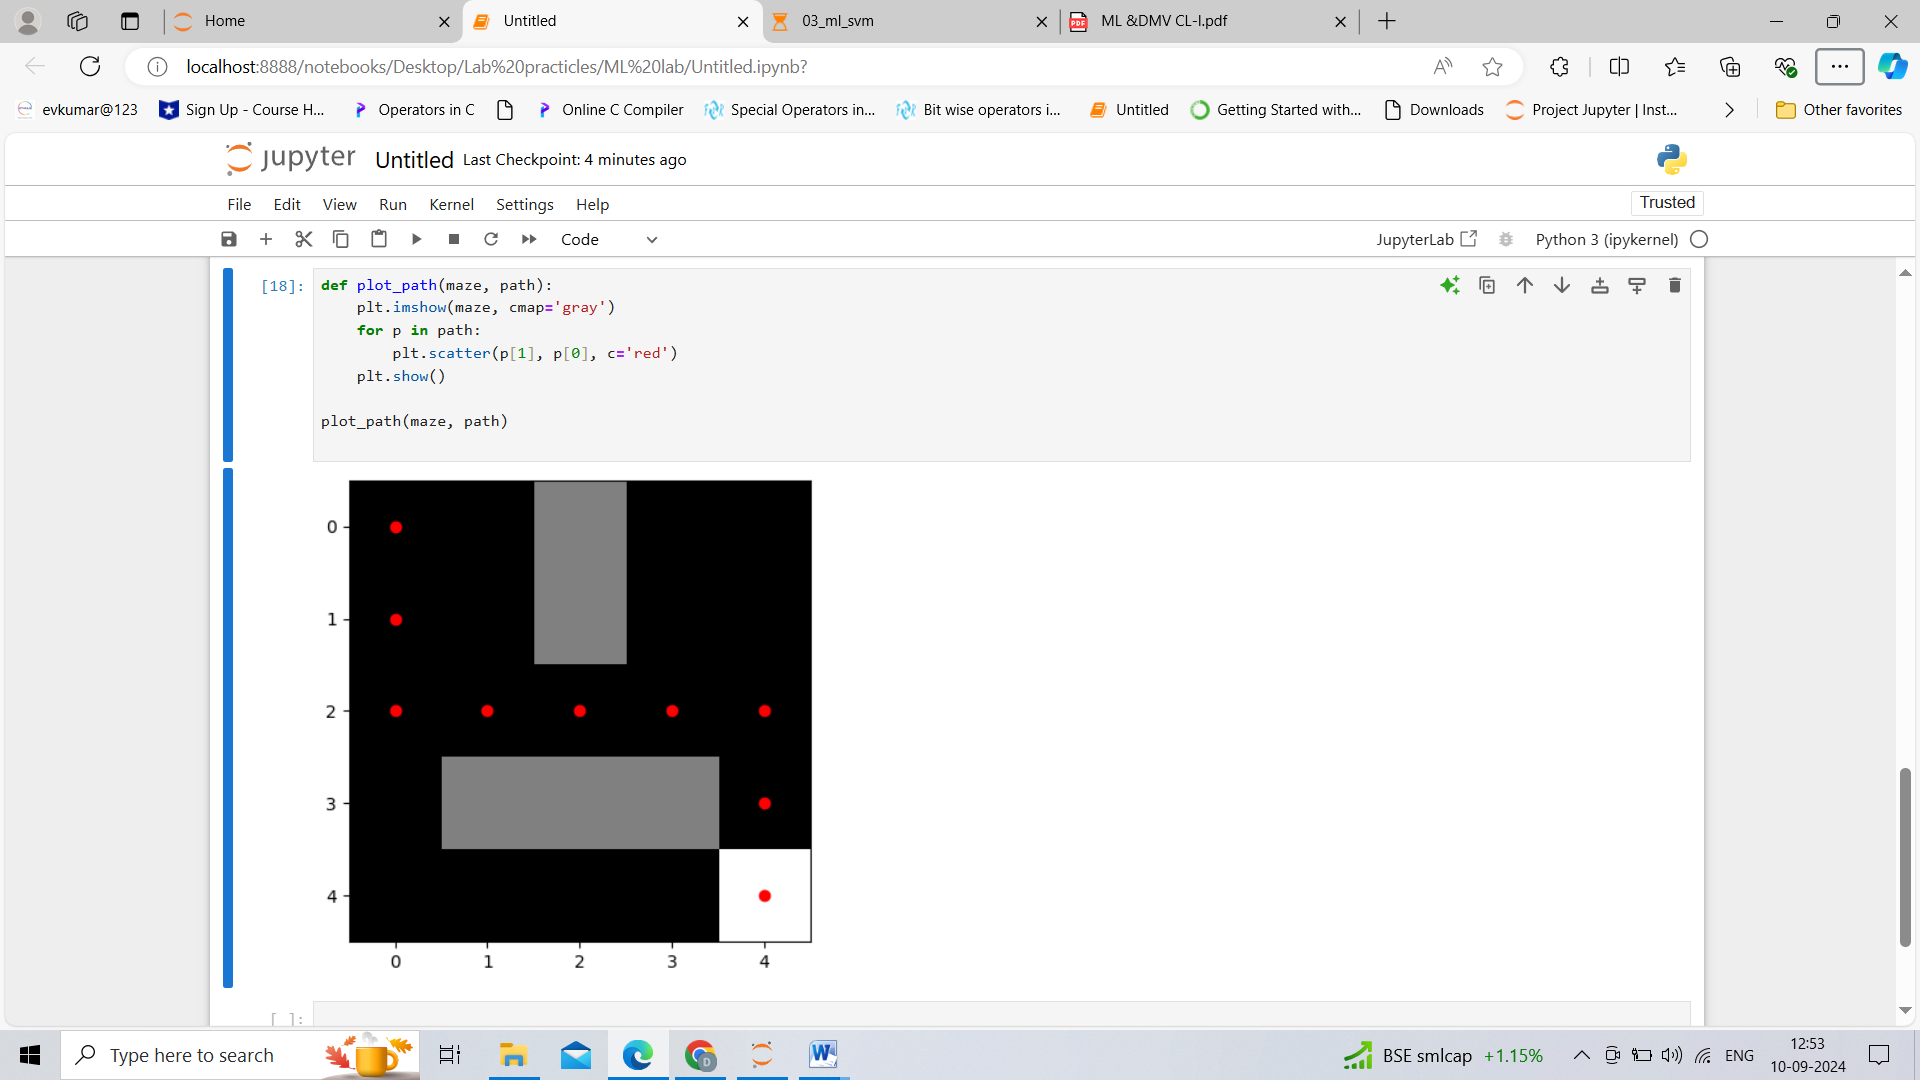 Home
Untitled
03_ml_svm
ML &DMV CL-I.pdf
localhost:8888/notebooks/Desktop/Lab%20practicles/ML%20lab/Untitled.ipynb?
evkumar@123
Sign Up - Course H...
Operators in C
Online C Compiler
Special Operators in...
Bit wise operators i...
Untitled
Getting Started with...
Downloads
Project Jupyter | Inst...
Other favorites
jupyter Untitled Last Checkpoint: 4 minutes ago
File Edit View Run Kernel Settings Help
Trusted
Code
JupyterLab
Python 3 (ipykernel)
[18]: def plot_path(maze, path):
    plt.imshow(maze, cmap='gray')
    for p in path:
        plt.scatter(p[1], p[0], c='red')
    plt.show()
plot_path(maze, path)
0
1
2
3
4
0 1 2 3 4
[ ]:
Type here to search
BSE smlcap +1.15%
ENG
12:53
10-09-2024